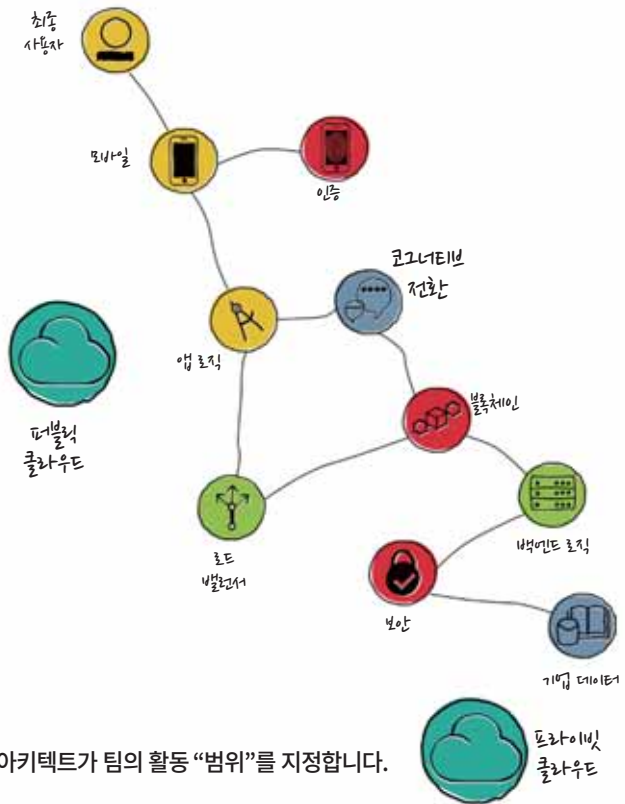 최종
사용자
모바일
인증
코그너티브
전환
앱 로직
퍼블릭
클라우드
블록체인
로드
밸런서
백엔드 로직
보안
기업 데이터
프라이빗
클라우드
아키텍트가 팀의 활동 “범위”를 지정합니다.